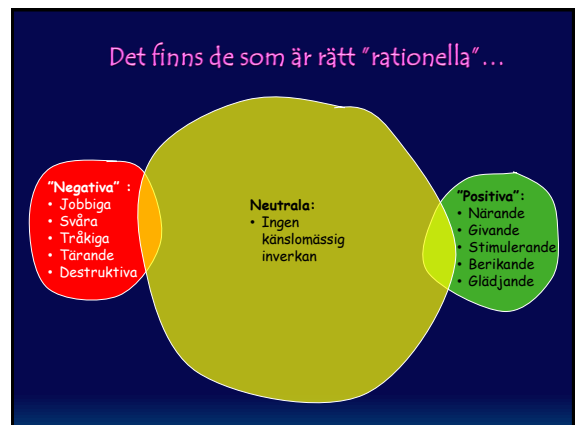 Det finns de som är rätt "rationella"...
"Negativa" :
• Jobbiga
• Svåra
• Tråkiga
• Tärande
• Destruktiva
Neutrala:
• Ingen
känslomässig
inverkan
"Positiva":
• Närande
• Givande
• Stimulerande
• Berikande
• Glädjande